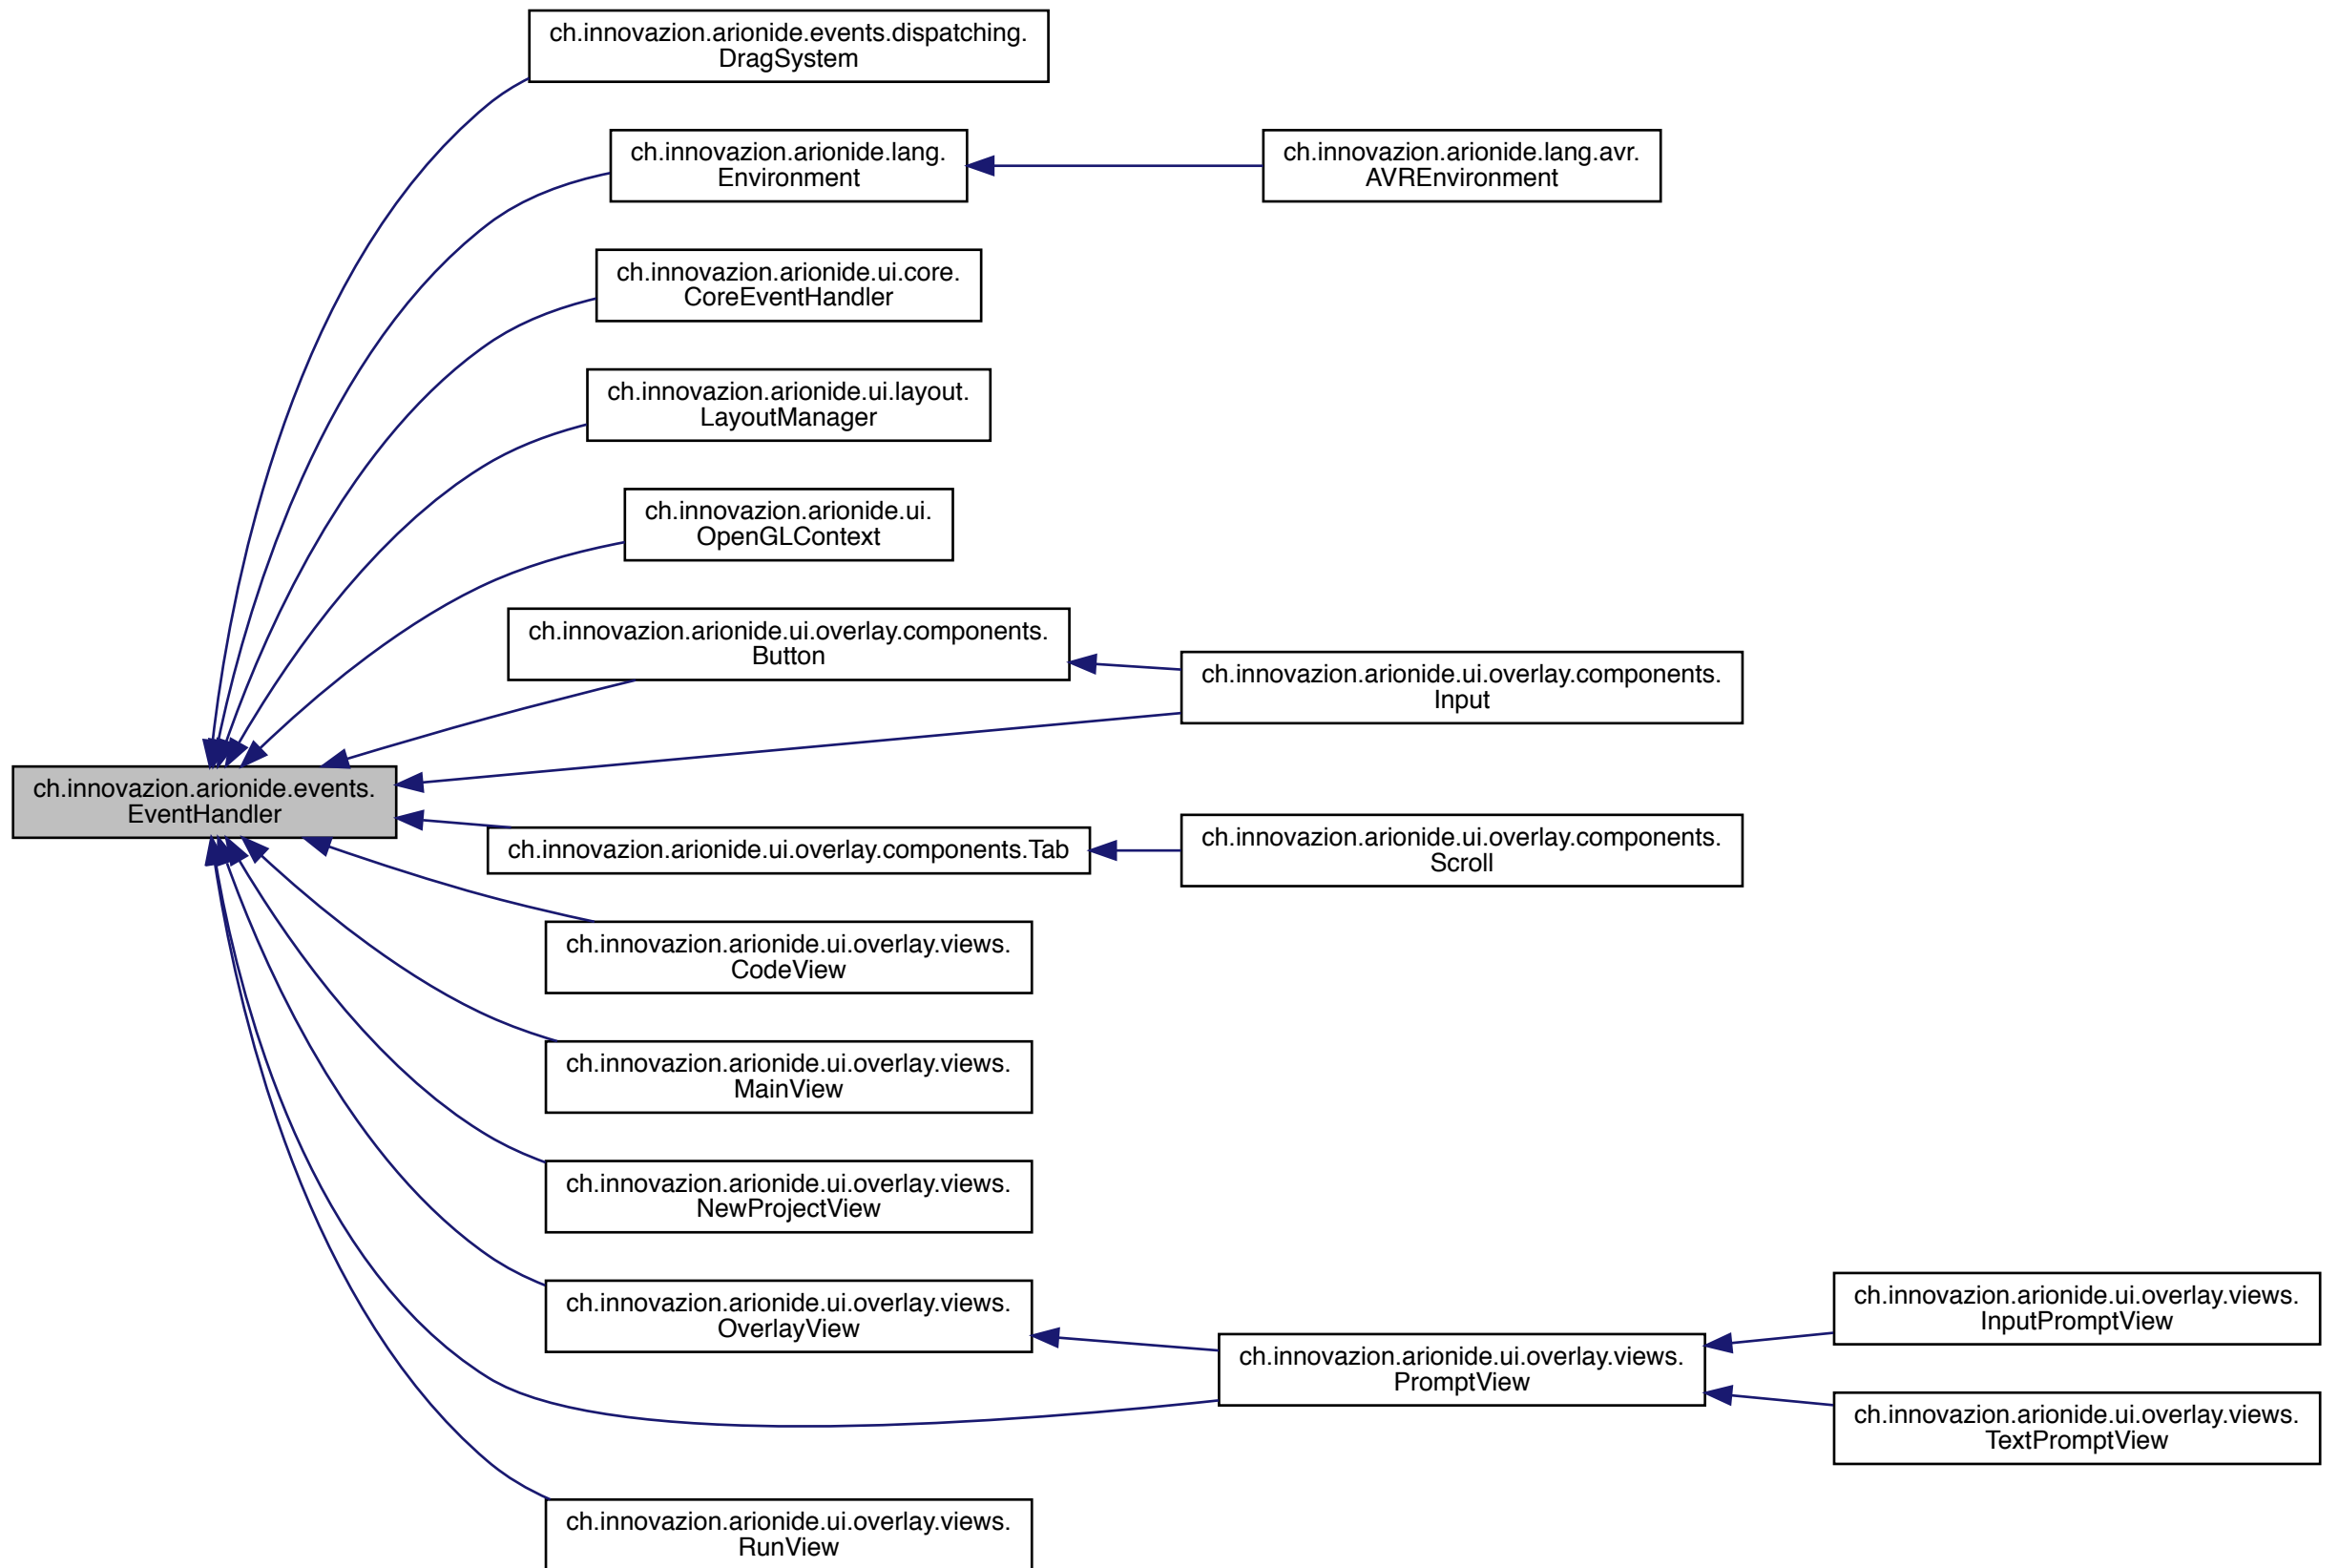 ch.innovazion.arionide.events.dispatching.
DragSystem
ch.innovazion.arionide.lang.
Environment
ch.innovazion.arionide.lang.avr.
AVREnvironment
ch.innovazion.arionide.ui.core.
CoreEventHandler
ch.innovazion.arionide.ui.layout.
LayoutManager
ch.innovazion.arionide.ui.
OpenGLContext
ch.innovazion.arionide.ui.overlay.components.
Button
ch.innovazion.arionide.ui.overlay.components.
Input
ch.innovazion.arionide.events.
EventHandler
ch.innovazion.arionide.ui.overlay.components.Tab
ch.innovazion.arionide.ui.overlay.components.
Scroll
ch.innovazion.arionide.ui.overlay.views.
CodeView
ch.innovazion.arionide.ui.overlay.views.
MainView
ch.innovazion.arionide.ui.overlay.views.
NewProjectView
ch.innovazion.arionide.ui.overlay.views.
OverlayView
ch.innovazion.arionide.ui.overlay.views.
PromptView
ch.innovazion.arionide.ui.overlay.views.
InputPromptView
ch.innovazion.arionide.ui.overlay.views.
TextPromptView
ch.innovazion.arionide.ui.overlay.views.
RunView